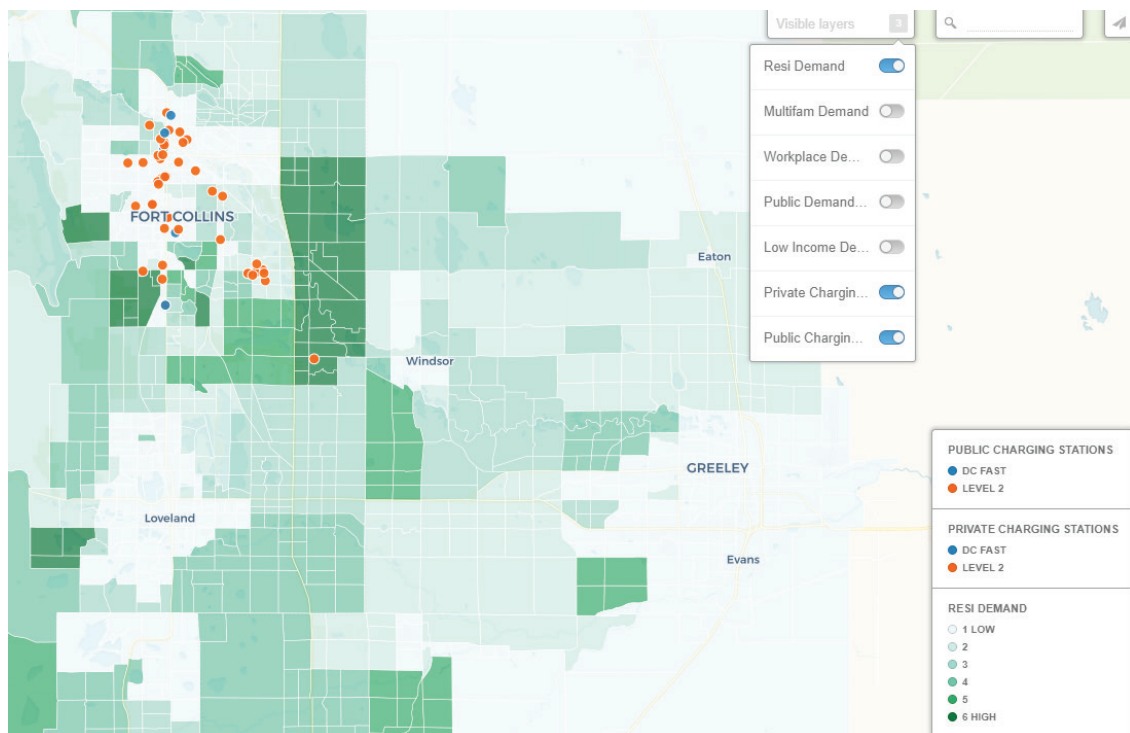 Visible layers 3
Resi Demand
Multifam Demand
Workplace De...
Public Demand...
Low Income De...
Private Chargin...
Public Chargin...
FORT COLLINS
Eaton
Windsor
GREELEY
Loveland
Evans
PUBLIC CHARGING STATIONS
DC FAST
LEVEL 2
PRIVATE CHARGING STATIONS
DC FAST
LEVEL 2
RESI DEMAND
1 LOW
2
3
4
5
6 HIGH